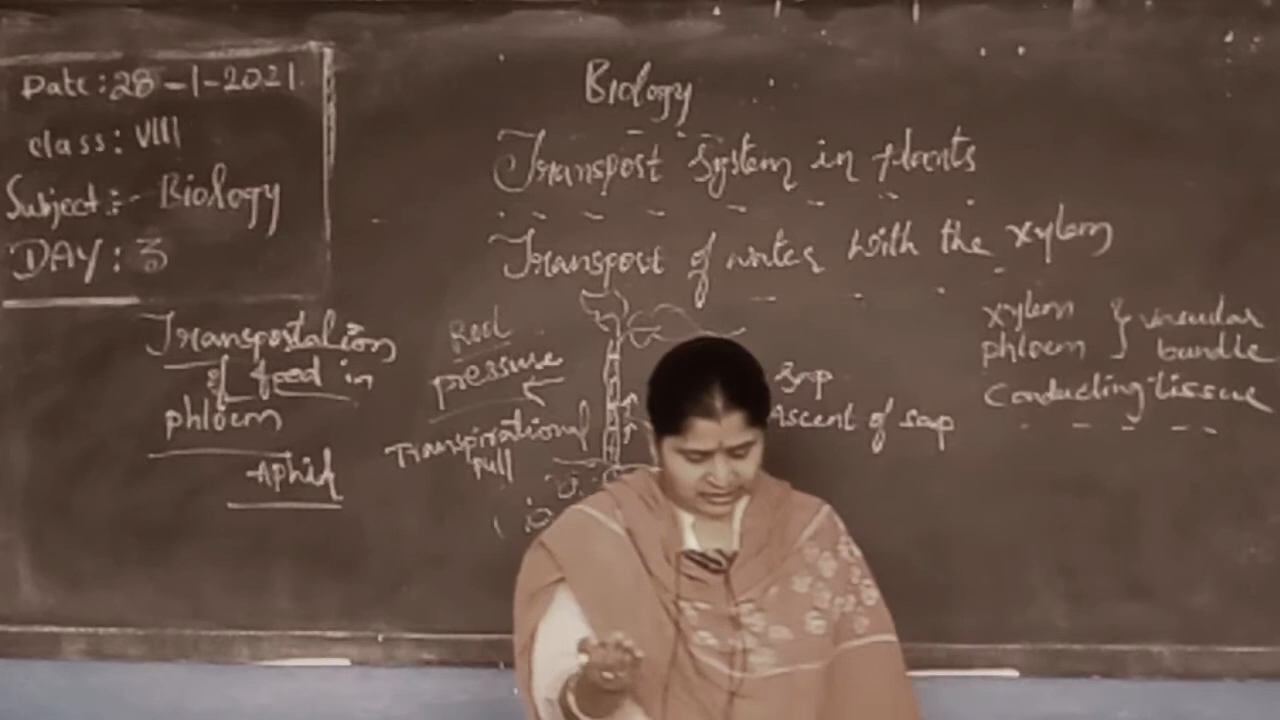 Date: 28-1-2021
class: VIII
Subject:- Biology
DAY: 3
Biology
Transport System in plants
Transport of water with the xylem
Transportation
of food in
phloem
Aphid
Root
pressure
Transpirational
pull
Sap
Ascent of sap
xylem
phloem } vascular
bundle
Conducting tissue